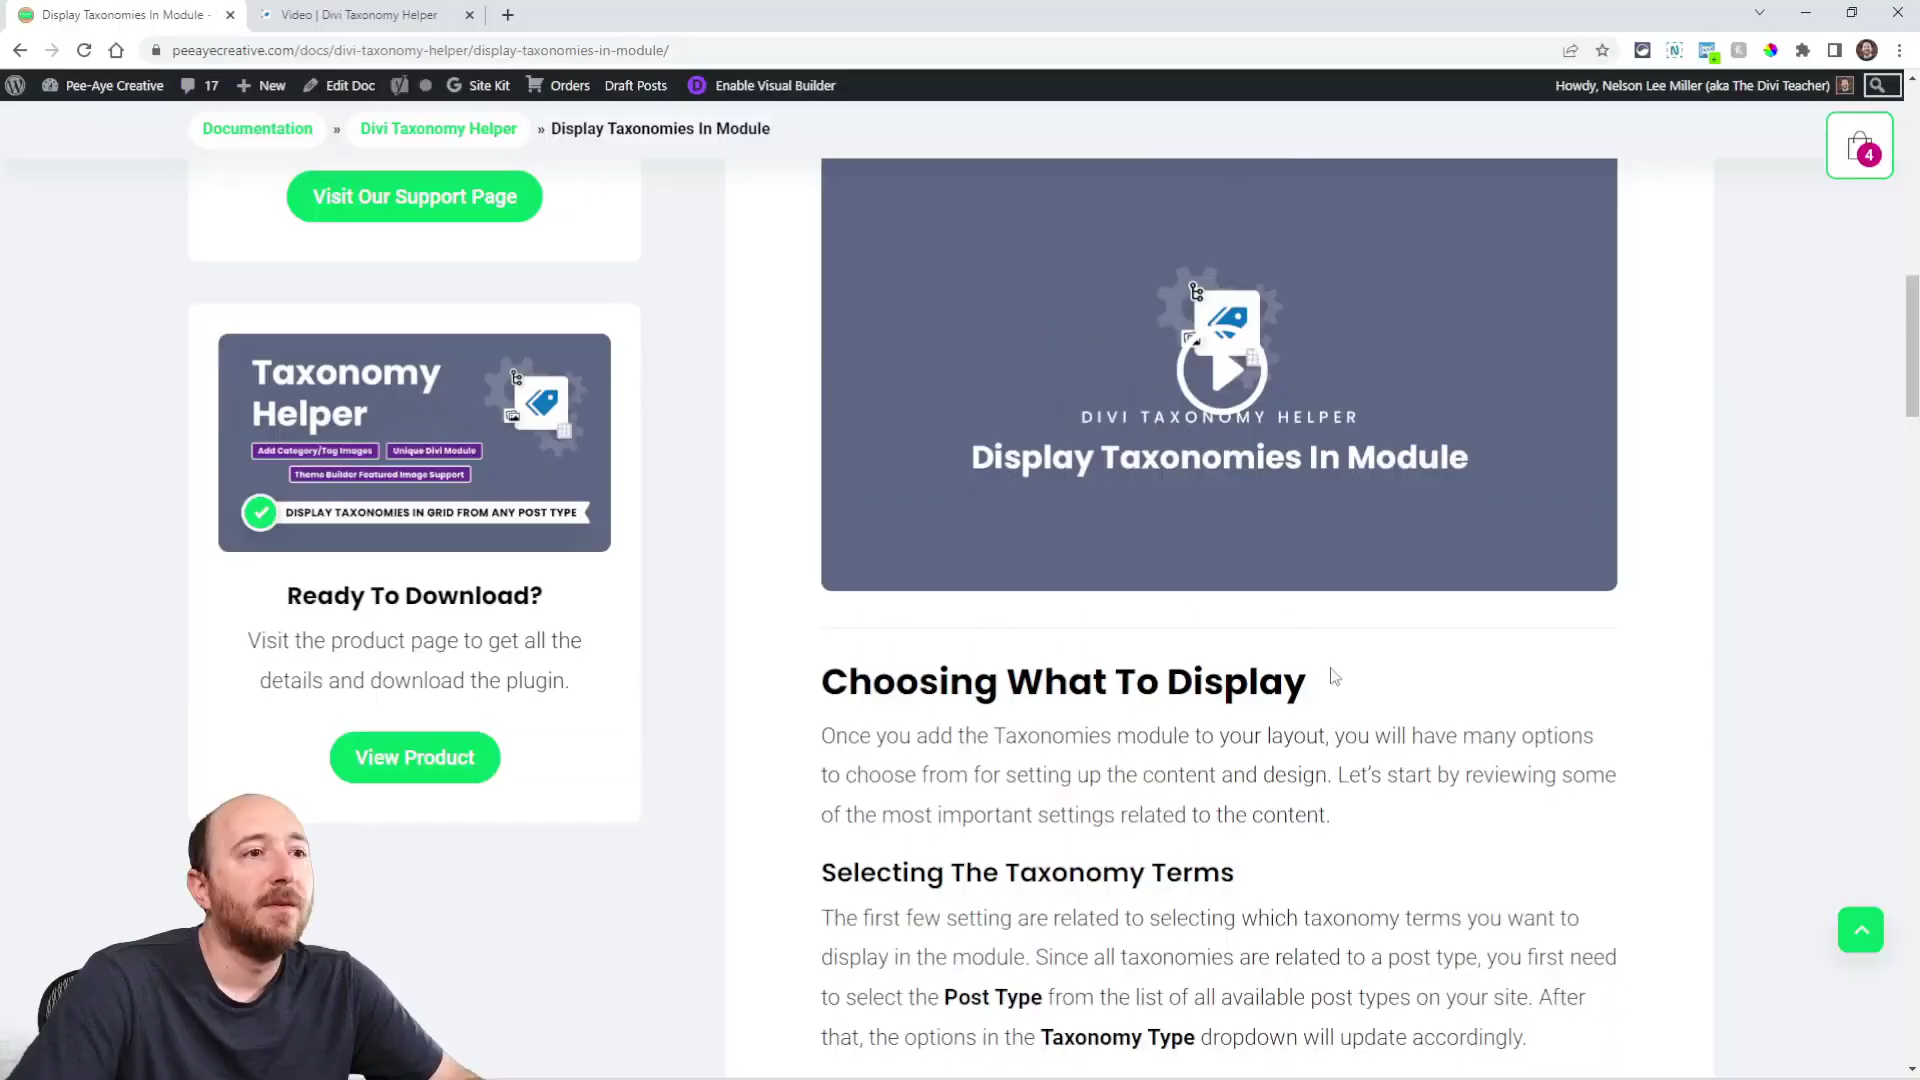 Display Taxonomies In Module -
Video | Divi Taxonomy Helper
peeayecreative.com/docs/divi-taxonomy-helper/display-taxonomies-in-module/
Pee-Aye Creative
17
New
Edit Doc
Site Kit
Orders
Draft Posts
Enable Visual Builder
Howdy, Nelson Lee Miller (aka The Divi Teacher)
Documentation » Divi Taxonomy Helper » Display Taxonomies In Module
4
Visit Our Support Page
Taxonomy
Helper
Add Category/Tag Images
Unique Divi Module
Theme Builder Featured Image Support
DISPLAY TAXONOMIES IN GRID FROM ANY POST TYPE
Ready To Download?
Visit the product page to get all the
details and download the plugin.
View Product
DIVI TAXONOMY HELPER
Display Taxonomies In Module
Choosing What To Display
Once you add the Taxonomies module to your layout, you will have many options
to choose from for setting up the content and design. Let's start by reviewing some
of the most important settings related to the content.
Selecting The Taxonomy Terms
The first few setting are related to selecting which taxonomy terms you want to
display in the module. Since all taxonomies are related to a post type, you first need
to select the Post Type from the list of all available post types on your site. After
that, the options in the Taxonomy Type dropdown will update accordingly.